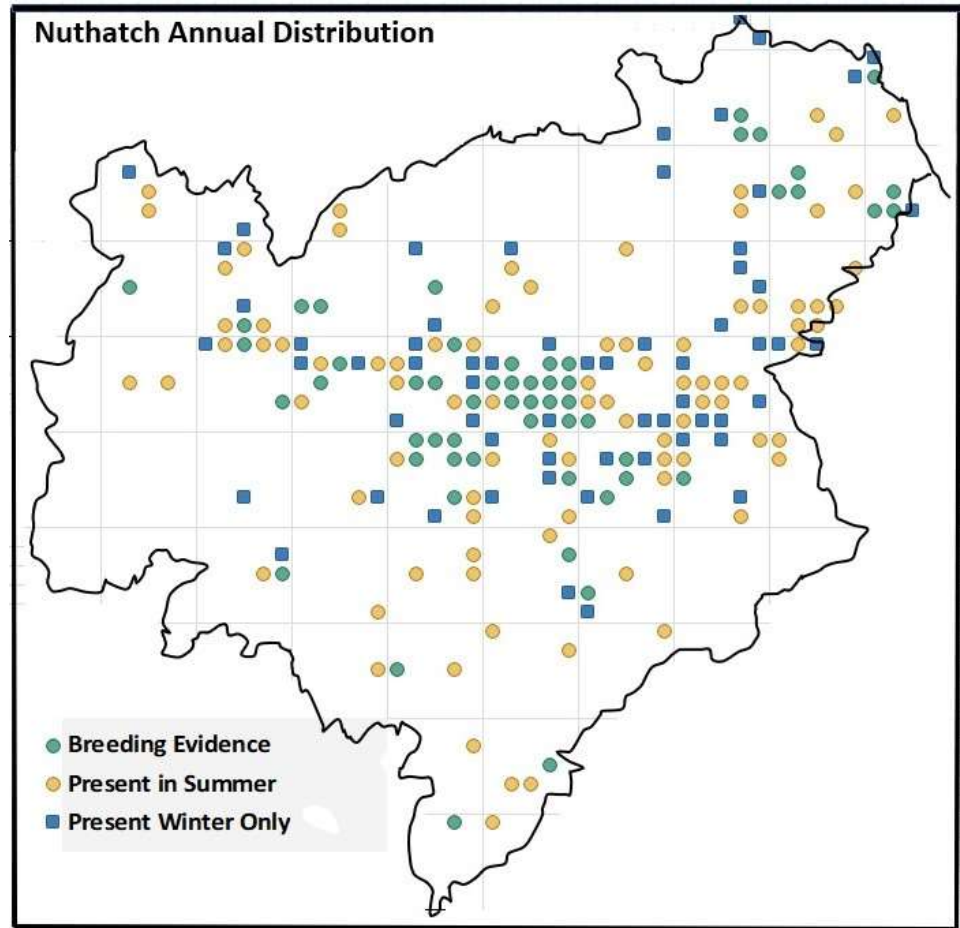 Nuthatch Annual Distribution
Breeding Evidence
Present in Summer
Present Winter Only